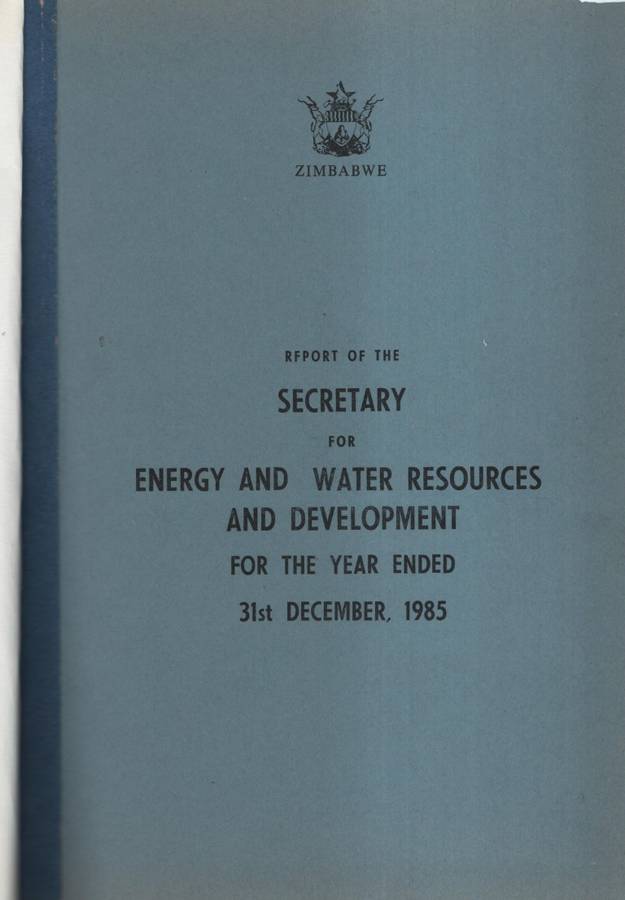 ZIMBABWE
RFPORT OF THE
SECRETARY
FOR
ENERGY AND WATER RESOURCES
AND DEVELOPMENT
FOR THE YEAR ENDED
31st DECEMBER, 1985